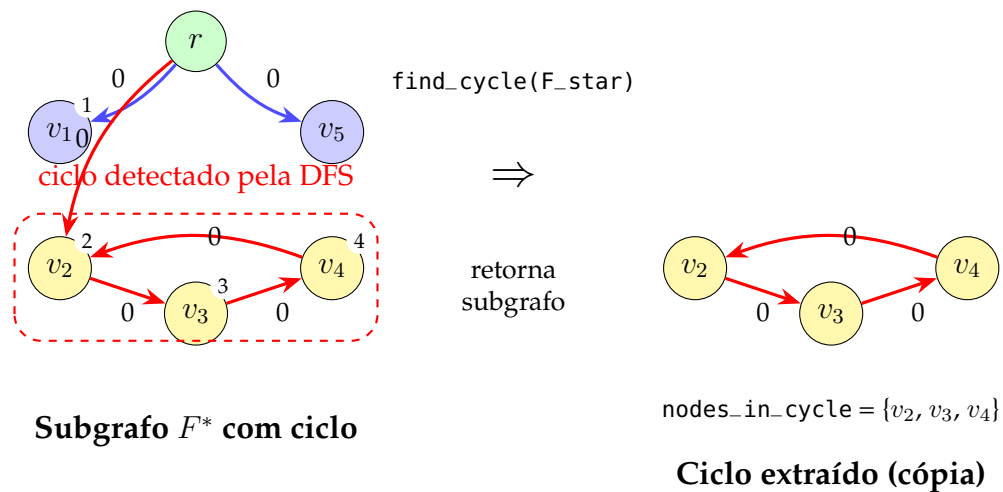 r
0
0
find_cycle(F_star)
1
v₁
0
v₅
ciclo detectado pela DFS
⇒
2
0
4
v₂
v₄
3
v₃
0
0
retorna
subgrafo
0
v₂
v₄
v₃
0
0
Subgrafo F* com ciclo
nodes_in_cycle = {v₂, v₃, v₄}
Ciclo extraído (cópia)